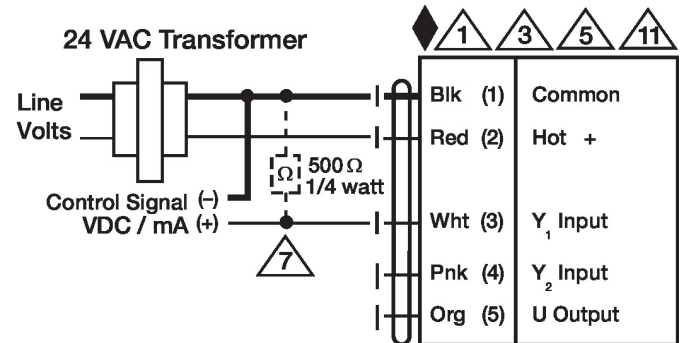 1 3 5 11
24 VAC Transformer
Line
Volts
Blk (1) Common
Red (2) Hot +
Ω 500 Ω
1/4 watt
Control Signal (–)
VDC / mA (+)
Wht (3) Y1 Input
7
Pnk (4) Y2 Input
Org (5) U Output